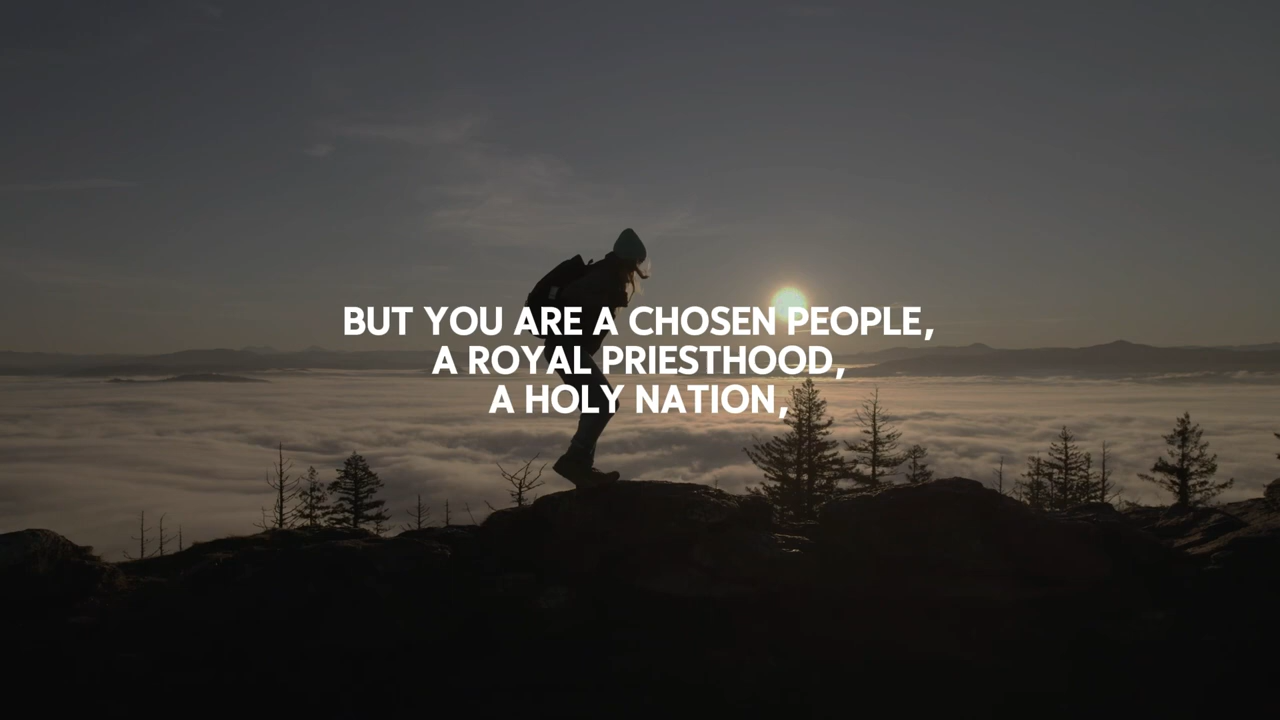 BUT YOU ARE A CHOSEN PEOPLE,
A ROYAL PRIESTHOOD,
A HOLY NATION,